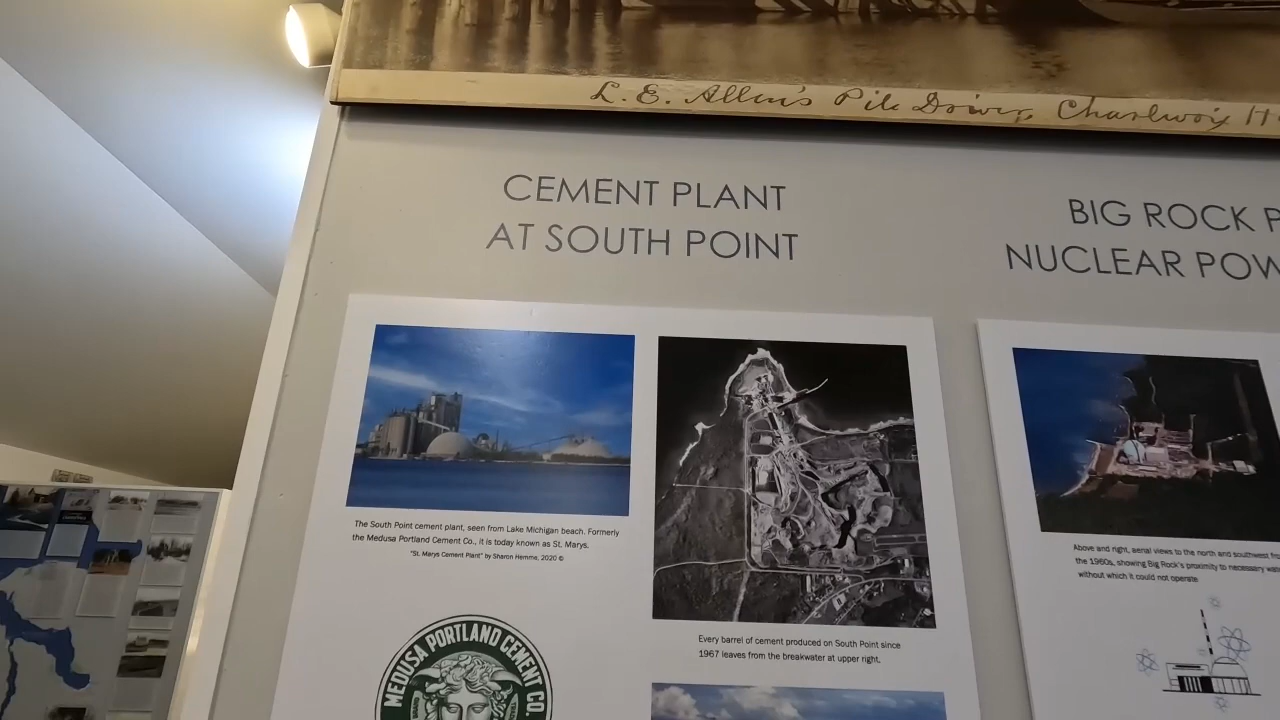 L. E. Allen's Pile Driver, Charlevoix
CEMENT PLANT
AT SOUTH POINT
BIG ROCK
NUCLEAR
The South Point cement plant, seen from Lake Michigan beach. Formerly
the Medusa Portland Cement Co., it is today known as St. Marys.
"St. Marys Cement Plant" by Sharon Hemme, 2020 ©
MEDUSA PORTLAND CEMENT CO.
Every barrel of cement produced on South Point since
1967 leaves from the breakwater at upper right.
Above and right, aerial views to the north and southwest
the 1960s, showing Big Rock's proximity to necessary
without which it could not operate